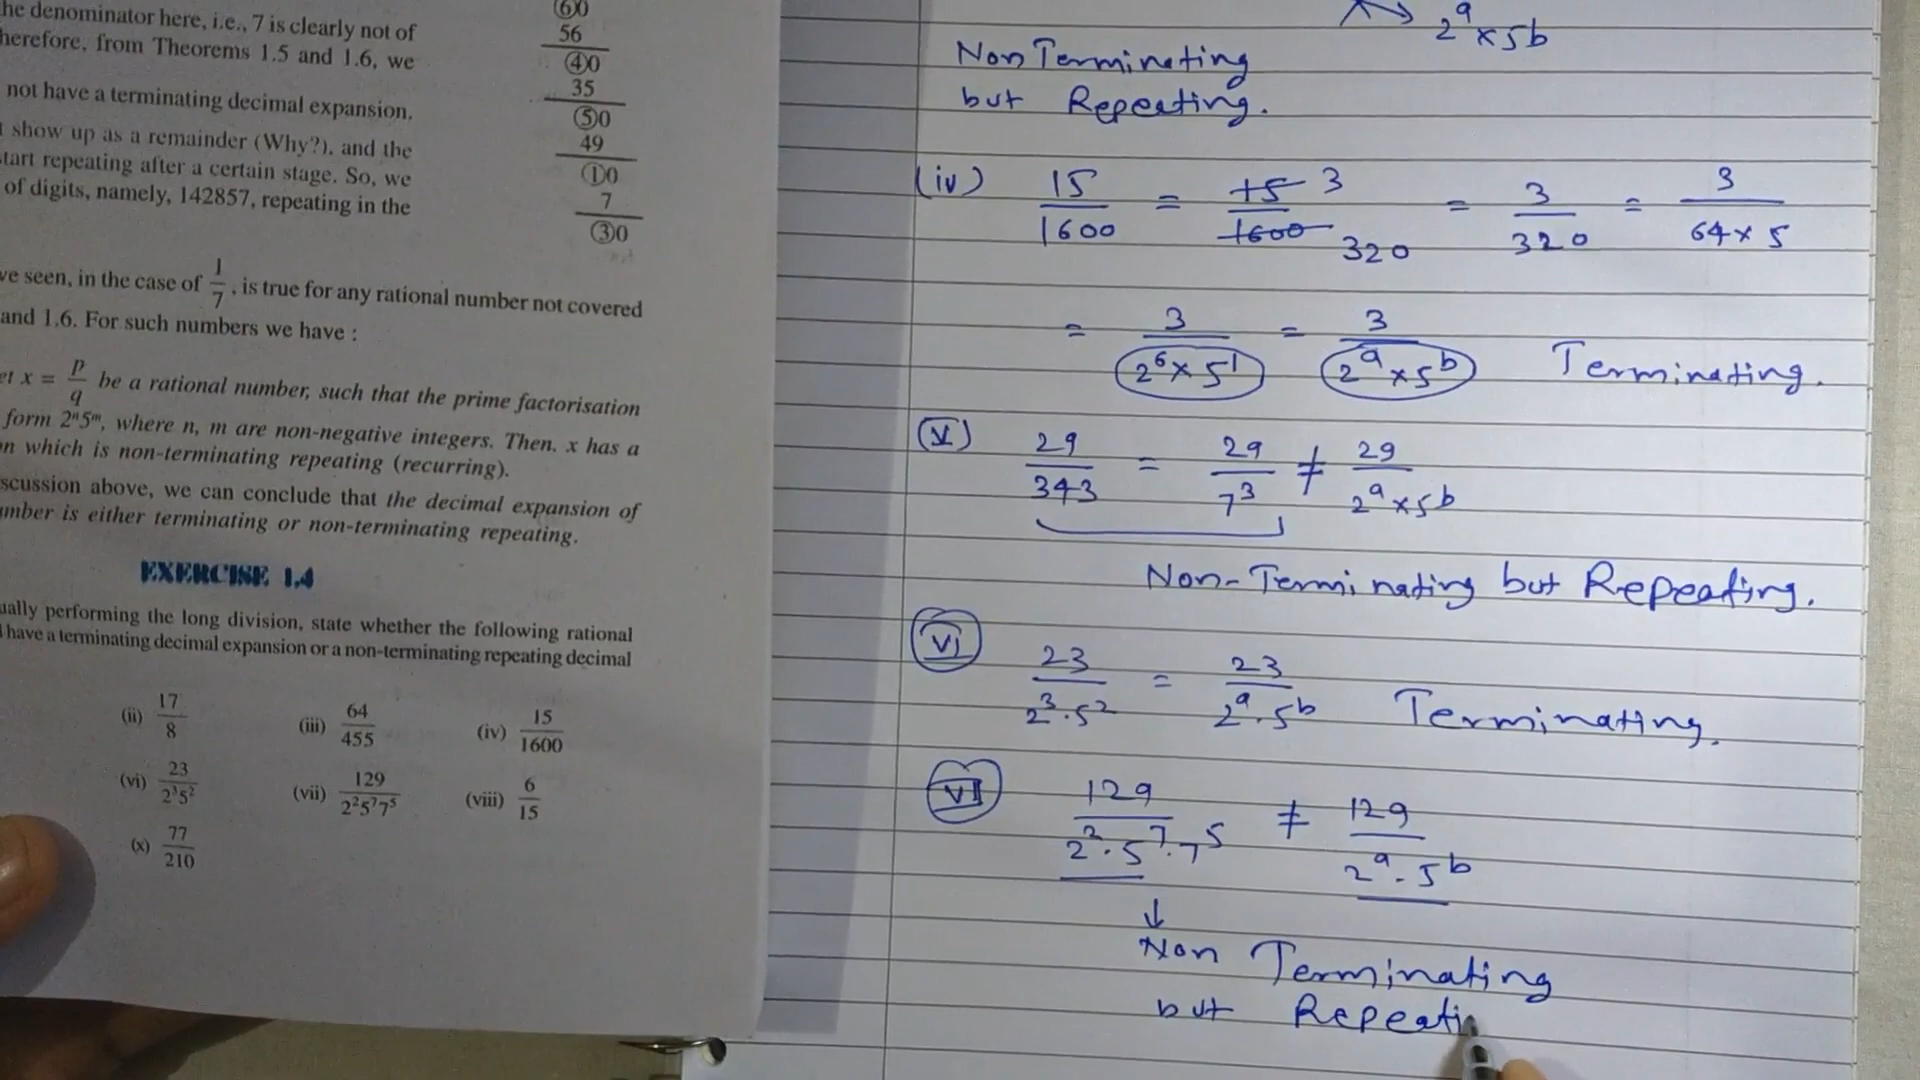 he denominator here, i.e., 7 is clearly not of
herefore, from Theorems 1.5 and 1.6, we
not have a terminating decimal expansion.
show up as a remainder (Why?), and the
tart repeating after a certain stage. So, we
of digits, namely, 142857, repeating in the
60
56
40
35
50
49
10
7
30
ve seen, in the case of 1/7, is true for any rational number not covered
and 1.6. For such numbers we have :
et x = p/q be a rational number, such that the prime factorisation
form 2ⁿ5ᵐ, where n, m are non-negative integers. Then, x has a
n which is non-terminating repeating (recurring).
scussion above, we can conclude that the decimal expansion of
umber is either terminating or non-terminating repeating.
EXERCISE 1.4
ually performing the long division, state whether the following rational
have a terminating decimal expansion or a non-terminating repeating decimal
(ii) 17/8 (iii) 64/455 (iv) 15/1600
(vi) 23/2³5² (vii) 129/2²5⁷7⁵ (viii) 6/15
(x) 77/210
2ᵃ×5ᵇ
Non Terminating
but Repeating.
(iv) 15/1600 = 15/1600 3/320 = 3/320 = 3/64×5
= 3/2⁶×5¹ = 3/2ᵃ×5ᵇ Terminating.
(V) 29/343 = 29/7³ ≠ 29/2ᵃ×5ᵇ
Non-Terminating but Repeating.
VI 23/2³.5² = 23/2ᵃ.5ᵇ Terminating.
VII 129/2².5⁷.7⁵ ≠ 129/2ᵃ.5ᵇ
↓
Non Terminating
but Repeatin